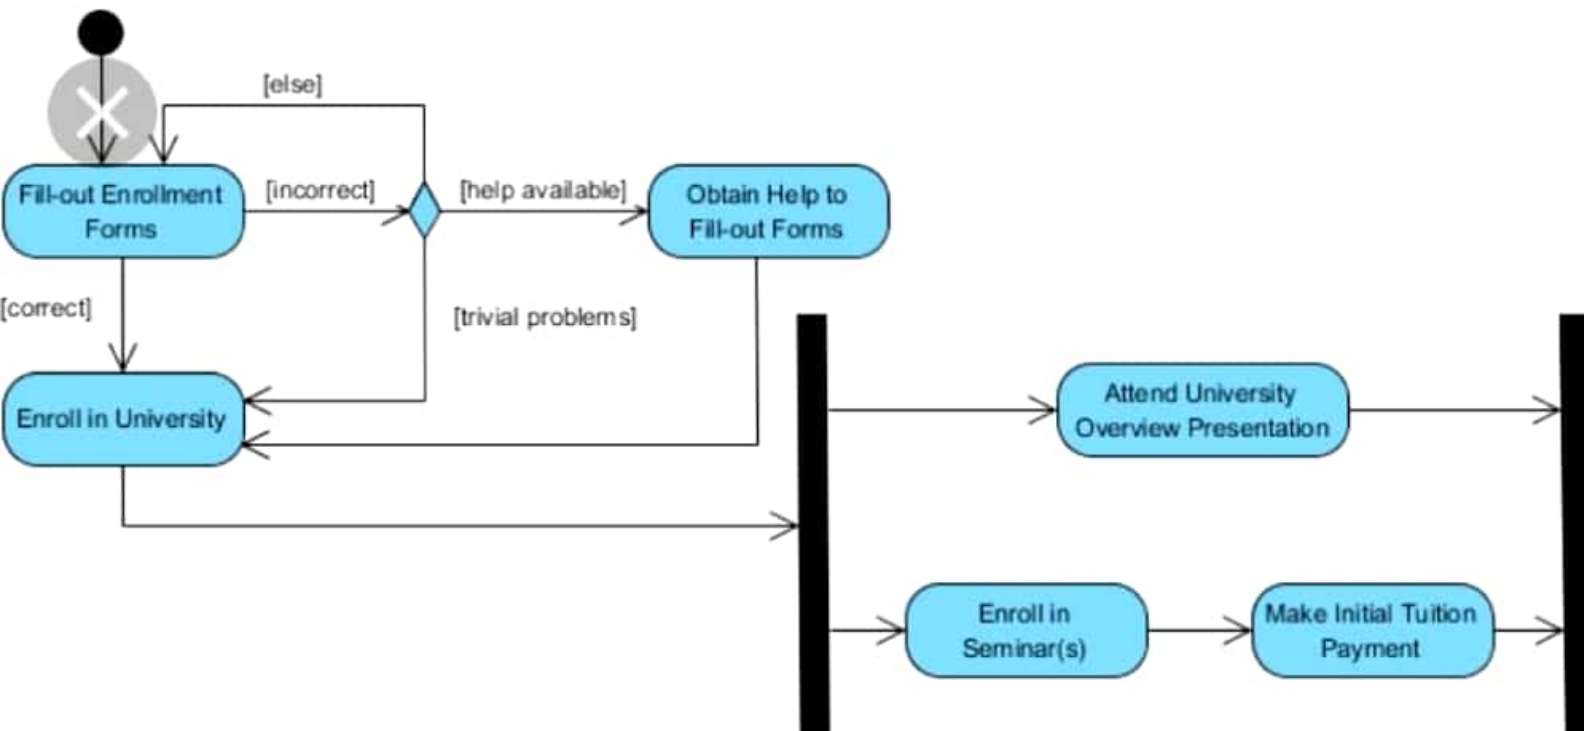 [else]
Fill-out Enrollment
Forms
[incorrect]
[help available]
Obtain Help to
Fill-out Forms
[correct]
[trivial problems]
Enroll in University
Attend University
Overview Presentation
Enroll in
Seminar(s)
Make Initial Tuition
Payment